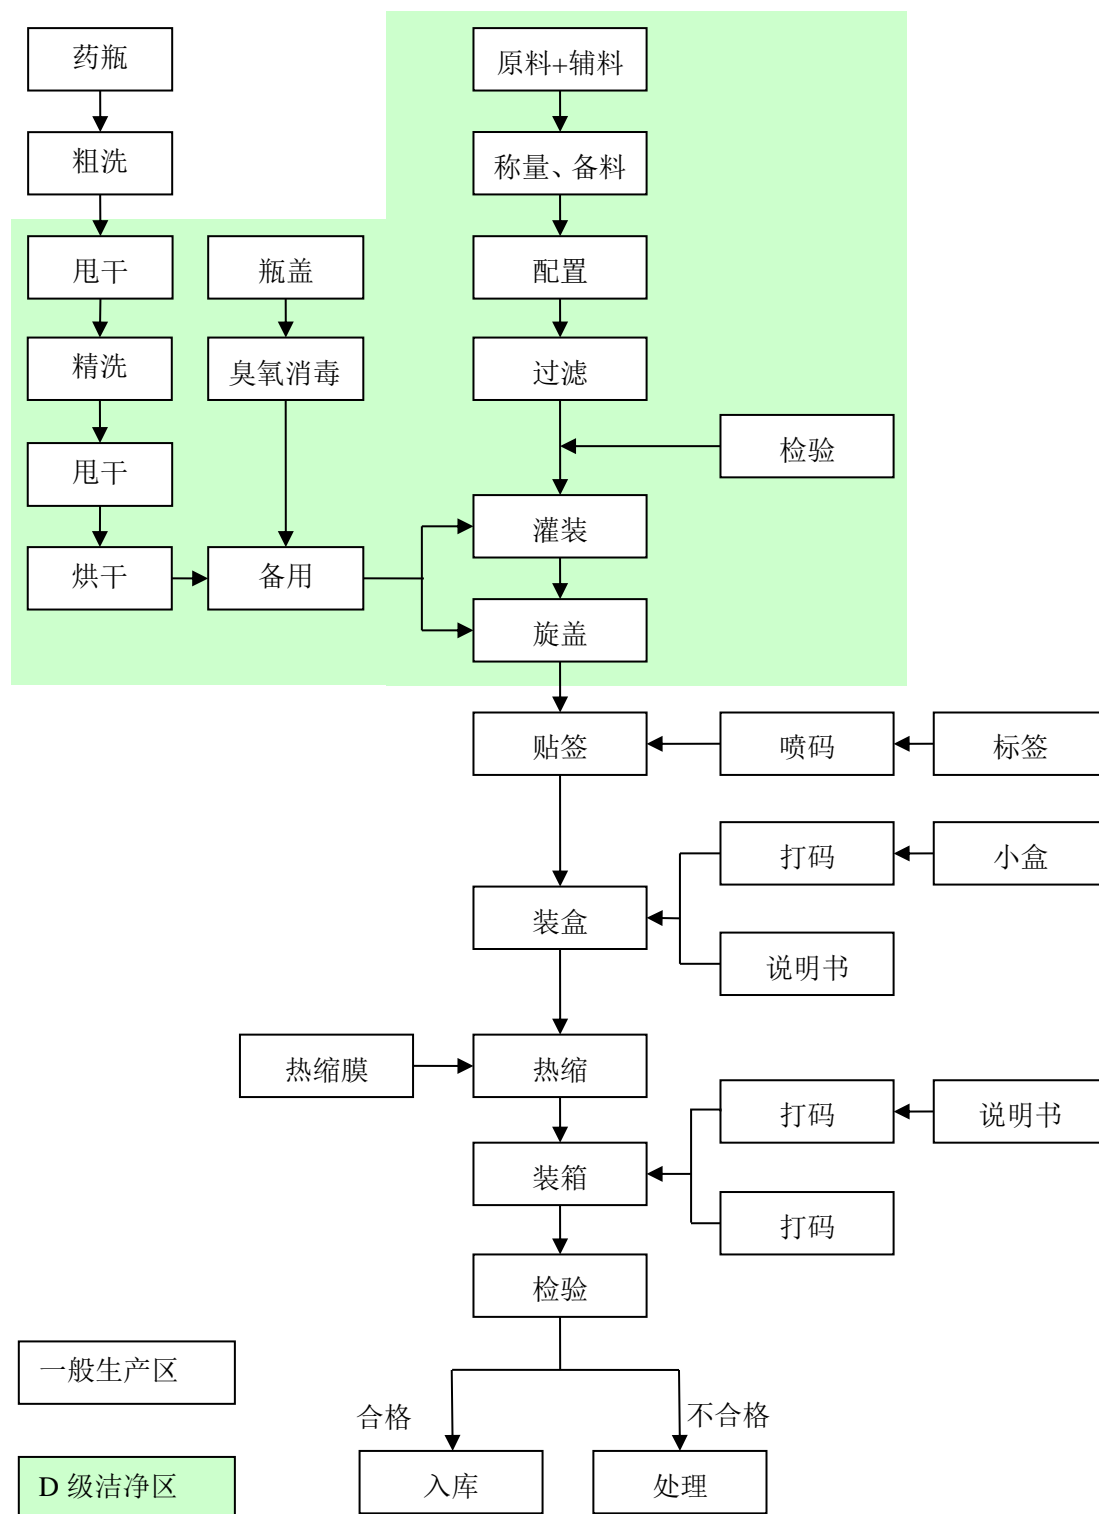 药瓶
原料+辅料
粗洗
称量、备料
甩干
瓶盖
配置
精洗
臭氧消毒
过滤
甩干
检验
灌装
烘干
备用
旋盖
贴签
喷码
标签
打码
小盒
装盒
说明书
热缩膜
热缩
打码
说明书
装箱
打码
检验
一般生产区
合格
不合格
D 级洁净区
入库
处理